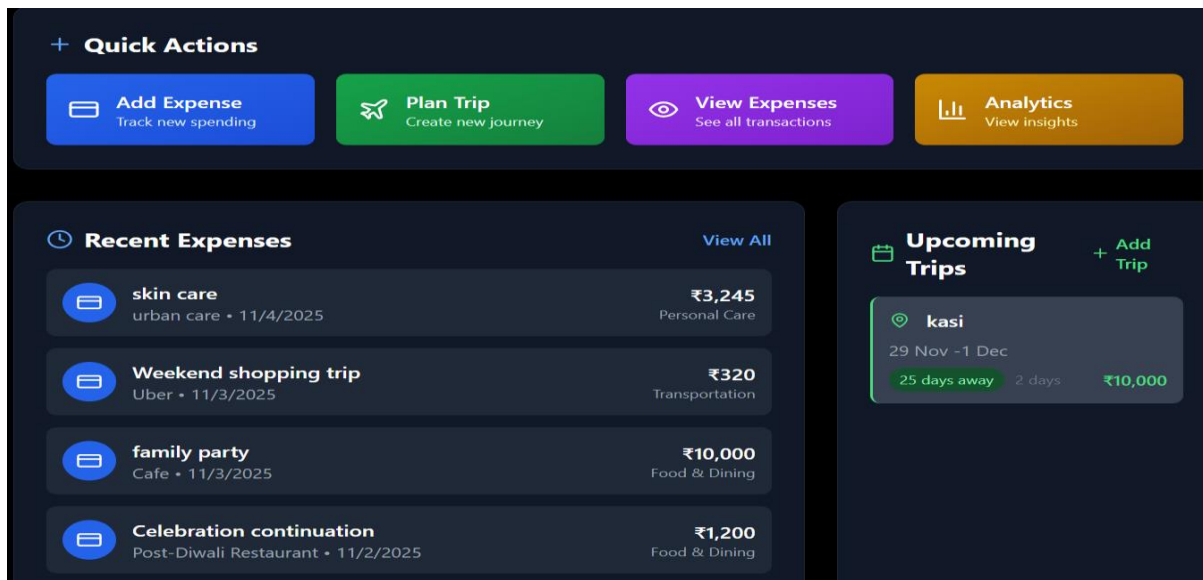 Quick Actions
Add Expense
Track new spending
Plan Trip
Create new journey
View Expenses
See all transactions
Analytics
View insights
Recent Expenses
View All
skin care
urban care • 11/4/2025
₹3,245
Personal Care
Weekend shopping trip
Uber • 11/3/2025
₹320
Transportation
family party
Cafe • 11/3/2025
₹10,000
Food & Dining
Celebration continuation
Post-Diwali Restaurant • 11/2/2025
₹1,200
Food & Dining
Upcoming
Trips
Add
Trip
kasi
29 Nov -1 Dec
25 days away 2 days ₹10,000